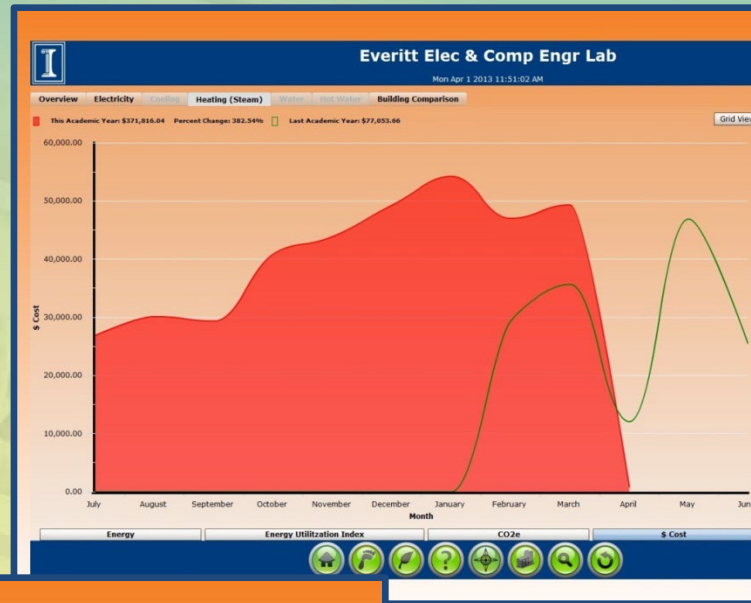 I
Everitt Elec & Comp Engr Lab
Mon Apr 1 2013 11:51:02 AM
Overview Electricity Cooling Heating (Steam) Water Hot Water Building Comparison
This Academic Year: $371,816.04 Percent Change: 382.54% Last Academic Year: $77,053.66
Grid View
60,000.00
50,000.00
40,000.00
30,000.00
20,000.00
10,000.00
0.00
$ Cost
July August September October November December January February March April May Jun
Month
Energy Energy Utilitzation Index CO2e $ Cost
?